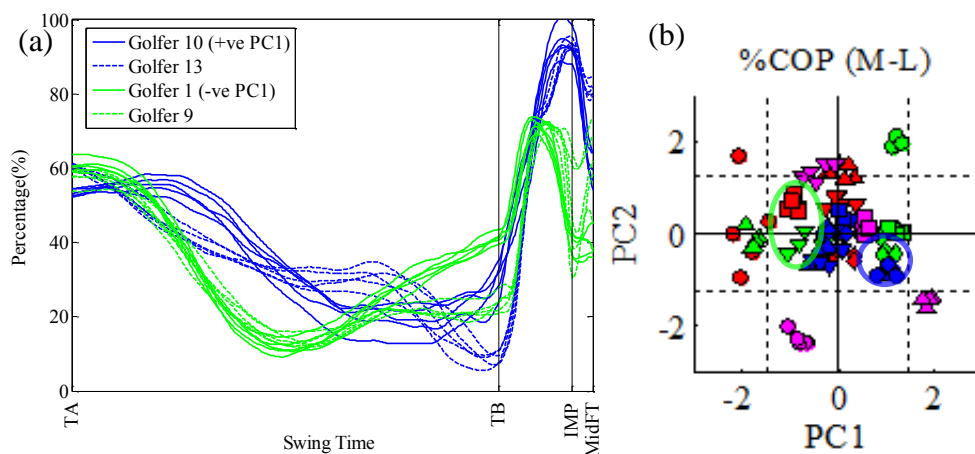 (a)
100
80
60
40
20
0
Percentage(%)
Golfer 10 (+ve PC1)
Golfer 13
Golfer 1 (-ve PC1)
Golfer 9
TA
TB
IMP
MidFT
Swing Time
(b)
%COP (M-L)
2
0
-2
PC2
-2
0
2
PC1